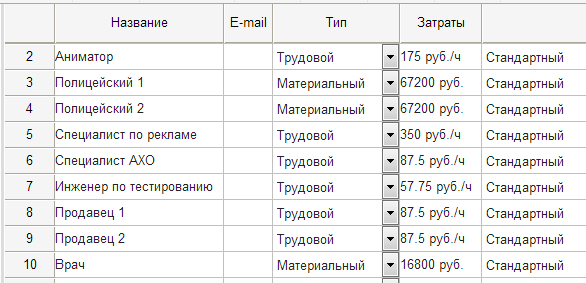 Название E-mail Тип Затраты
2 Аниматор Трудовой 175 руб./ч Стандартный
3 Полицейский 1 Материальный 67200 руб. Стандартный
4 Полицейский 2 Материальный 67200 руб. Стандартный
5 Специалист по рекламе Трудовой 350 руб./ч Стандартный
6 Специалист АХО Трудовой 87.5 руб./ч Стандартный
7 Инженер по тестированию Трудовой 57.75 руб./ч Стандартный
8 Продавец 1 Трудовой 87.5 руб./ч Стандартный
9 Продавец 2 Трудовой 87.5 руб./ч Стандартный
10 Врач Материальный 16800 руб. Стандартный